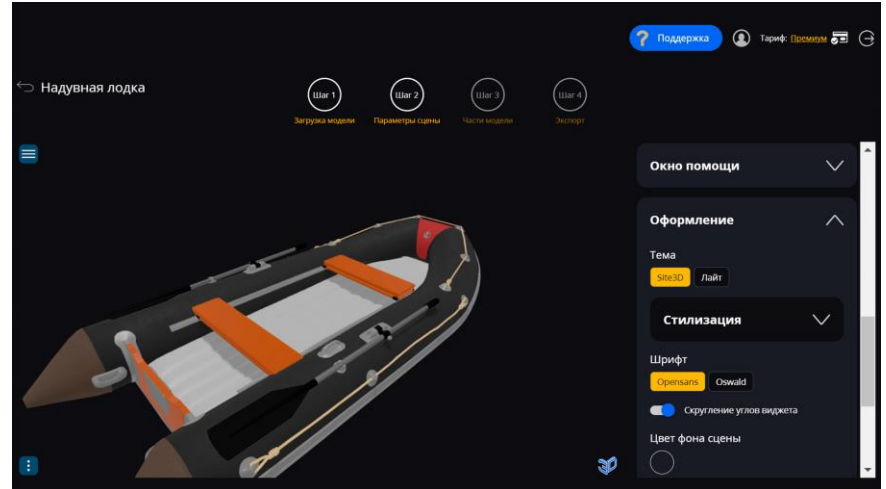 ? Поддержка
Тариф: Премиум
Надувная лодка
Шаг 1
Шаг 2
Шаг 3
Шаг 4
Загрузка модели
Параметры сцены
Части модели
Экспорт
Окно помощи
Оформление
Тема
Site3D
Лайт
Стилизация
Шрифт
Opensans
Oswald
Скругление углов виджета
Цвет фона сцены
3D